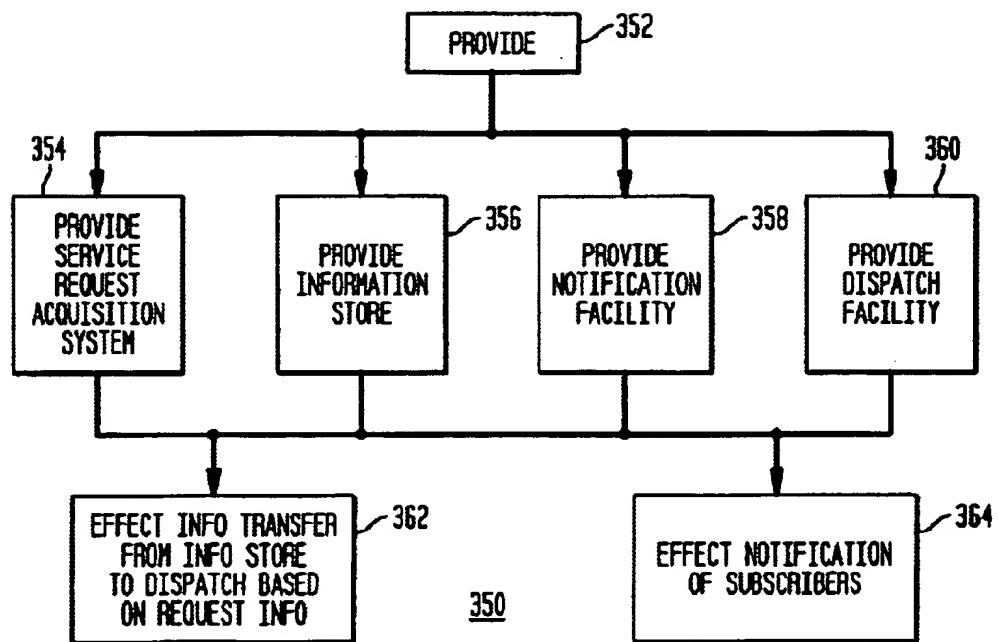 PROVIDE
352
354
PROVIDE
SERVICE
REQUEST
ACQUISITION
SYSTEM
356
PROVIDE
INFORMATION
STORE
358
PROVIDE
NOTIFICATION
FACILITY
360
PROVIDE
DISPATCH
FACILITY
EFFECT INFO TRANSFER
FROM INFO STORE
TO DISPATCH BASED
ON REQUEST INFO
362
350
EFFECT NOTIFICATION
OF SUBSCRIBERS
364